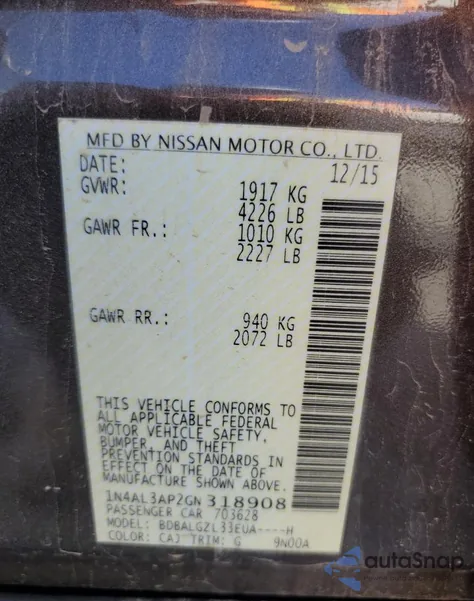 MFD BY NISSAN MOTOR CO., LTD.
DATE: 12/15
GVWR: 1917 KG
4226 LB
GAWR FR.: 1010 KG
2227 LB
GAWR RR.: 940 KG
2072 LB
THIS VEHICLE CONFORMS TO
ALL APPLICABLE FEDERAL
MOTOR VEHICLE SAFETY,
BUMPER, AND THEFT
PREVENTION STANDARDS IN
EFFECT ON THE DATE OF
MANUFACTURE SHOWN ABOVE.
1N4AL3AP2GN318908
PASSENGER CAR 703628
MODEL: BDBALGZL33EUA----H
COLOR: CAJ TRIM: G 9N00A
autaSnap